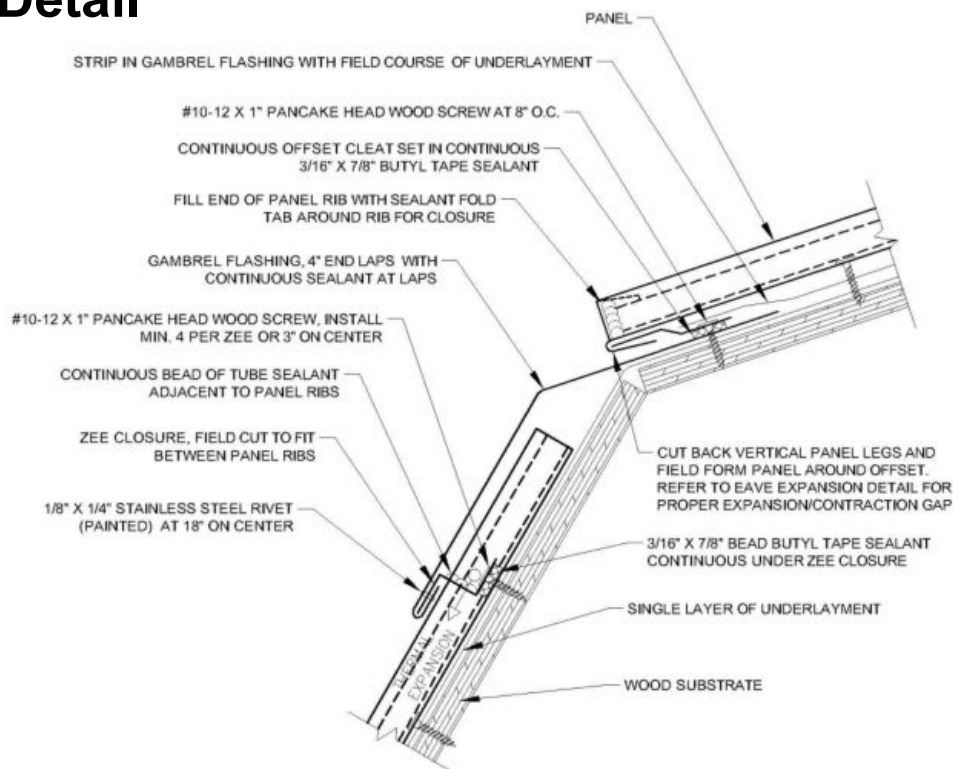 Detail
PANEL
STRIP IN GAMBREL FLASHING WITH FIELD COURSE OF UNDERLAYMENT
#10-12 X 1" PANCAKE HEAD WOOD SCREW AT 8" O.C.
CONTINUOUS OFFSET CLEAT SET IN CONTINUOUS
3/16" X 7/8" BUTYL TAPE SEALANT
FILL END OF PANEL RIB WITH SEALANT FOLD
TAB AROUND RIB FOR CLOSURE
GAMBREL FLASHING, 4" END LAPS WITH
CONTINUOUS SEALANT AT LAPS
#10-12 X 1" PANCAKE HEAD WOOD SCREW, INSTALL
MIN. 4 PER ZEE OR 3" ON CENTER
CONTINUOUS BEAD OF TUBE SEALANT
ADJACENT TO PANEL RIBS
ZEE CLOSURE, FIELD CUT TO FIT
BETWEEN PANEL RIBS
1/8" X 1/4" STAINLESS STEEL RIVET
(PAINTED) AT 18" ON CENTER
CUT BACK VERTICAL PANEL LEGS AND
FIELD FORM PANEL AROUND OFFSET.
REFER TO EAVE EXPANSION DETAIL FOR
PROPER EXPANSION/CONTRACTION GAP
3/16" X 7/8" BEAD BUTYL TAPE SEALANT
CONTINUOUS UNDER ZEE CLOSURE
SINGLE LAYER OF UNDERLAYMENT
WOOD SUBSTRATE
THERMAL
EXPANSION